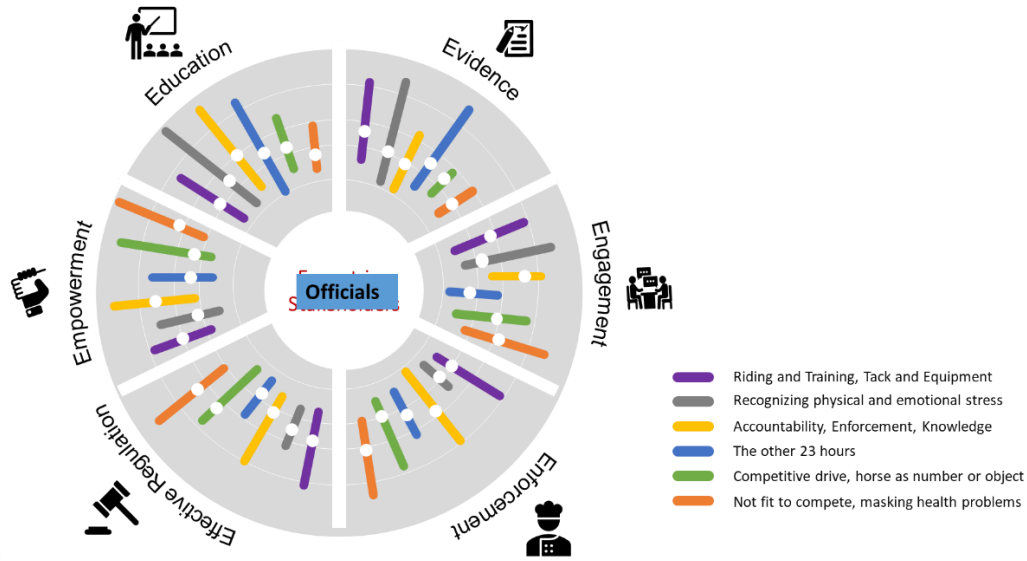 Education
Evidence
Empowerment
Officials
Engagement
Effective Regulation
Enforcement
Riding and Training, Tack and Equipment
Recognizing physical and emotional stress
Accountability, Enforcement, Knowledge
The other 23 hours
Competitive drive, horse as number or object
Not fit to compete, masking health problems